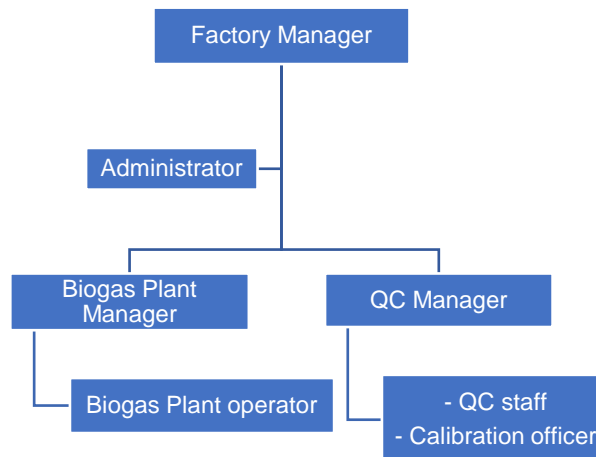 Factory Manager
Administrator
Biogas Plant
Manager
QC Manager
Biogas Plant operator
- QC staff
- Calibration officer